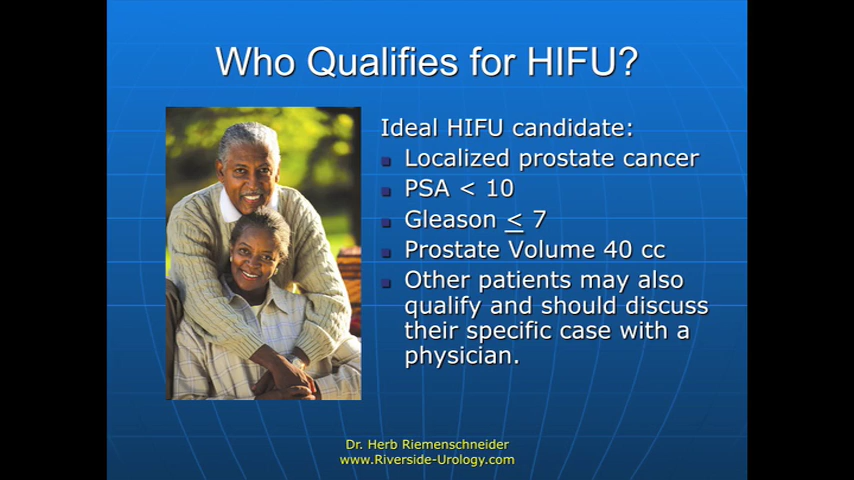 Who Qualifies for HIFU?
Ideal HIFU candidate:
Localized prostate cancer
PSA < 10
Gleason ≤ 7
Prostate Volume 40 cc
Other patients may also
qualify and should discuss
their specific case with a
physician.
Dr. Herb Riemenschneider
www.Riverside-Urology.com